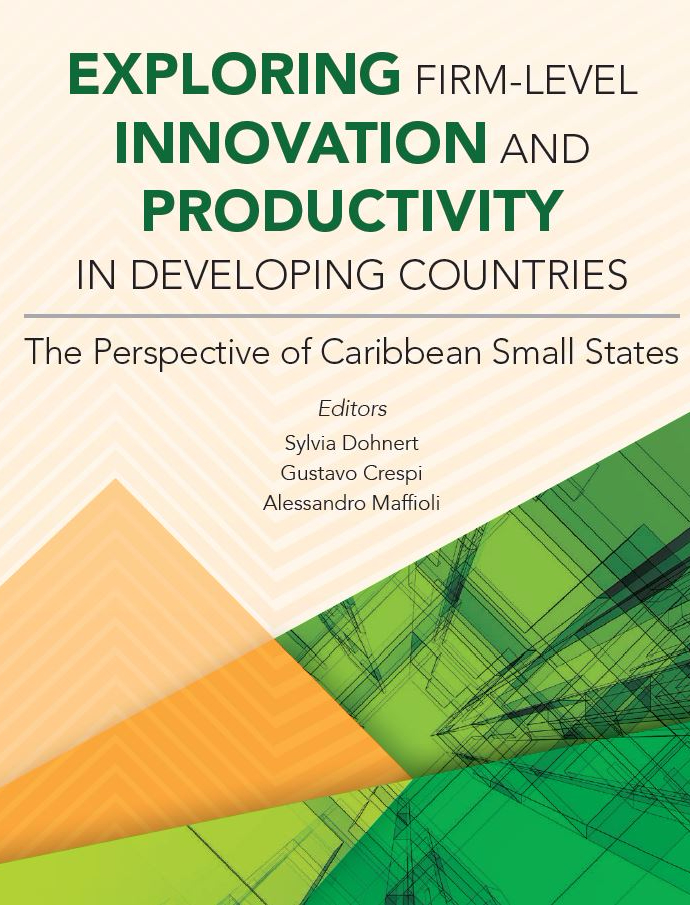 EXPLORING FIRM-LEVEL
INNOVATION AND
PRODUCTIVITY
IN DEVELOPING COUNTRIES
The Perspective of Caribbean Small States
Editors
Sylvia Dohnert
Gustavo Crespi
Alessandro Maffioli